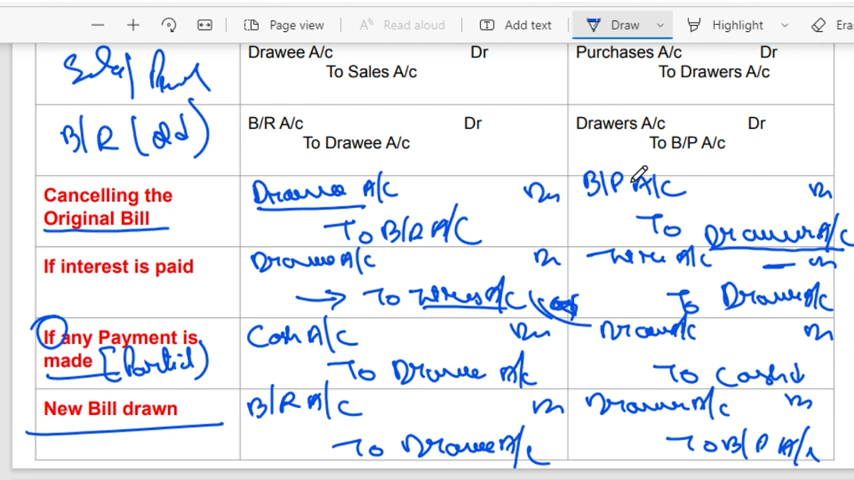 Page view
Read aloud
Add text
Draw
Highlight
Eras
Drawee A/c Dr
To Sales A/c
Purchases A/c Dr
To Drawers A/c
B/R (old)
B/R A/c Dr
To Drawee A/c
Drawers A/c Dr
To B/P A/c
Cancelling the
Original Bill
Drawee A/c Dr
To B/R A/C
B/P A/C Dr
To Drawer A/C
If interest is paid
Drawee A/c Dr
To Interest A/C
Interest A/C Dr
To Drawer A/c
If any Payment is
made [Partial)
Cash A/C Dr
To Drawee A/c
Drawer A/c Dr
To Cash A/c
New Bill drawn
B/R A/C Dr
To Drawee A/c
Drawer A/c Dr
To B/P A/c